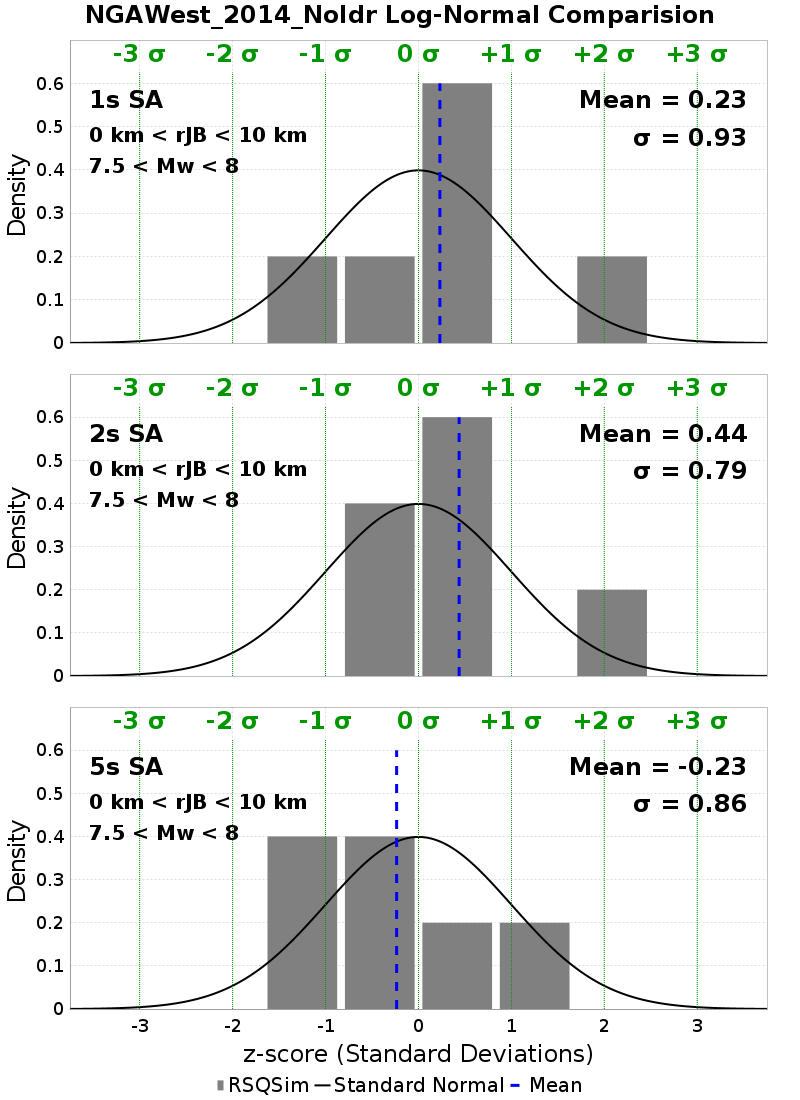 NGAWest_2014_NoIdr Log-Normal Comparision
-3 σ -2 σ -1 σ 0 σ +1 σ +2 σ +3 σ
1s SA
0 km < rJB < 10 km
7.5 < Mw < 8
Mean = 0.23
σ = 0.93
Density
0.6
0.5
0.4
0.3
0.2
0.1
0
-3 σ -2 σ -1 σ 0 σ +1 σ +2 σ +3 σ
2s SA
0 km < rJB < 10 km
7.5 < Mw < 8
Mean = 0.44
σ = 0.79
Density
0.6
0.5
0.4
0.3
0.2
0.1
0
-3 σ -2 σ -1 σ 0 σ +1 σ +2 σ +3 σ
5s SA
0 km < rJB < 10 km
7.5 < Mw < 8
Mean = -0.23
σ = 0.86
Density
0.6
0.5
0.4
0.3
0.2
0.1
0
-3 -2 -1 0 1 2 3
z-score (Standard Deviations)
RSQSim Standard Normal Mean